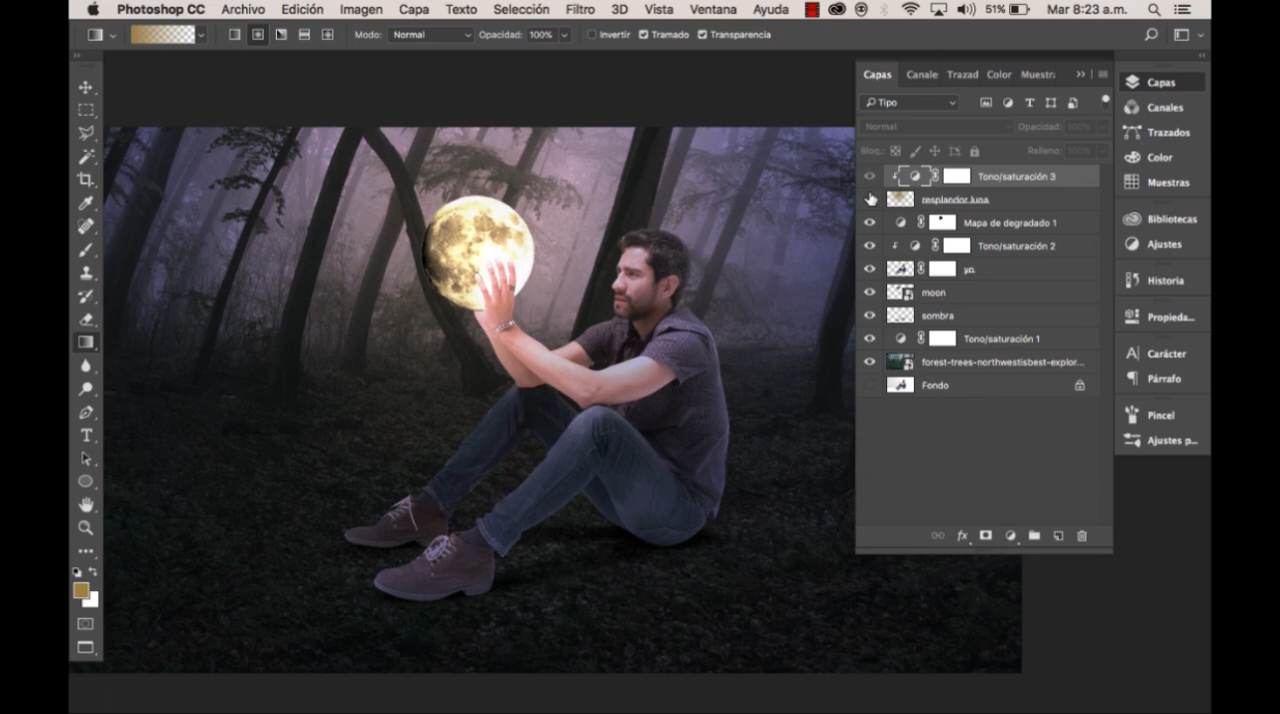 Photoshop CC Archivo Edición Imagen Capa Texto Selección Filtro 3D Vista Ventana Ayuda 51% Mar 8:23 a.m.
Modo: Normal Opacidad: 100% Invertir Tramado Transparencia
Capas Canale Trazad Color Muestra
Tipo
Normal Opacidad: 100%
Bloq.: Relleno: 100%
Tono/saturación 3
resplandor luna
Mapa de degradado 1
Tono/saturación 2
yo
moon
sombra
Tono/saturación 1
forest-trees-northwestisbest-explor...
Fondo
fx
Capas
Canales
Trazados
Color
Muestras
Bibliotecas
Ajustes
Historia
Propieda...
Carácter
Párrafo
Pincel
Ajustes p...